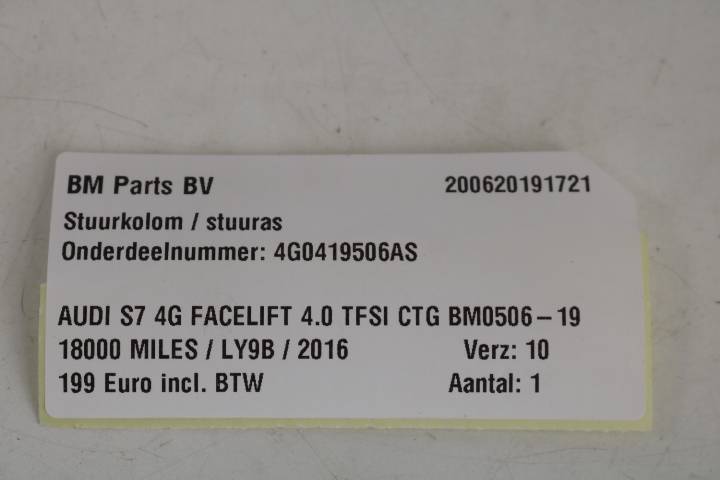 BM Parts BV 200620191721
Stuurkolom / stuuras
Onderdeelnummer: 4G0419506AS
AUDI S7 4G FACELIFT 4.0 TFSI CTG BM0506-19
18000 MILES / LY9B / 2016 Verz: 10
199 Euro incl. BTW Aantal: 1